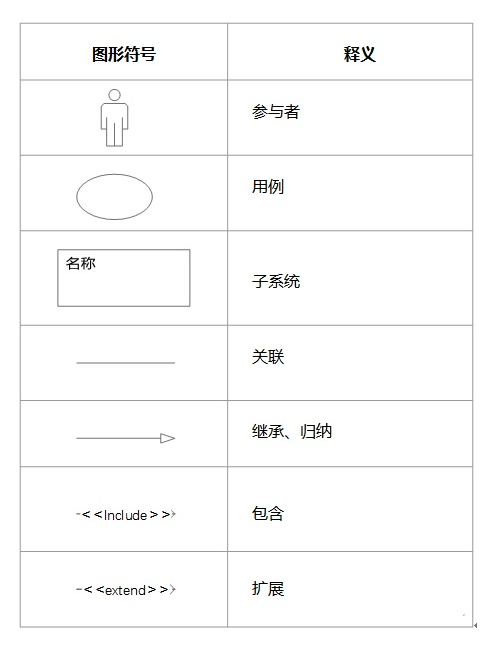 图形符号 释义
参与者
用例
名称
子系统
关联
继承、归纳
<<Include>> 包含
<<extend>> 扩展